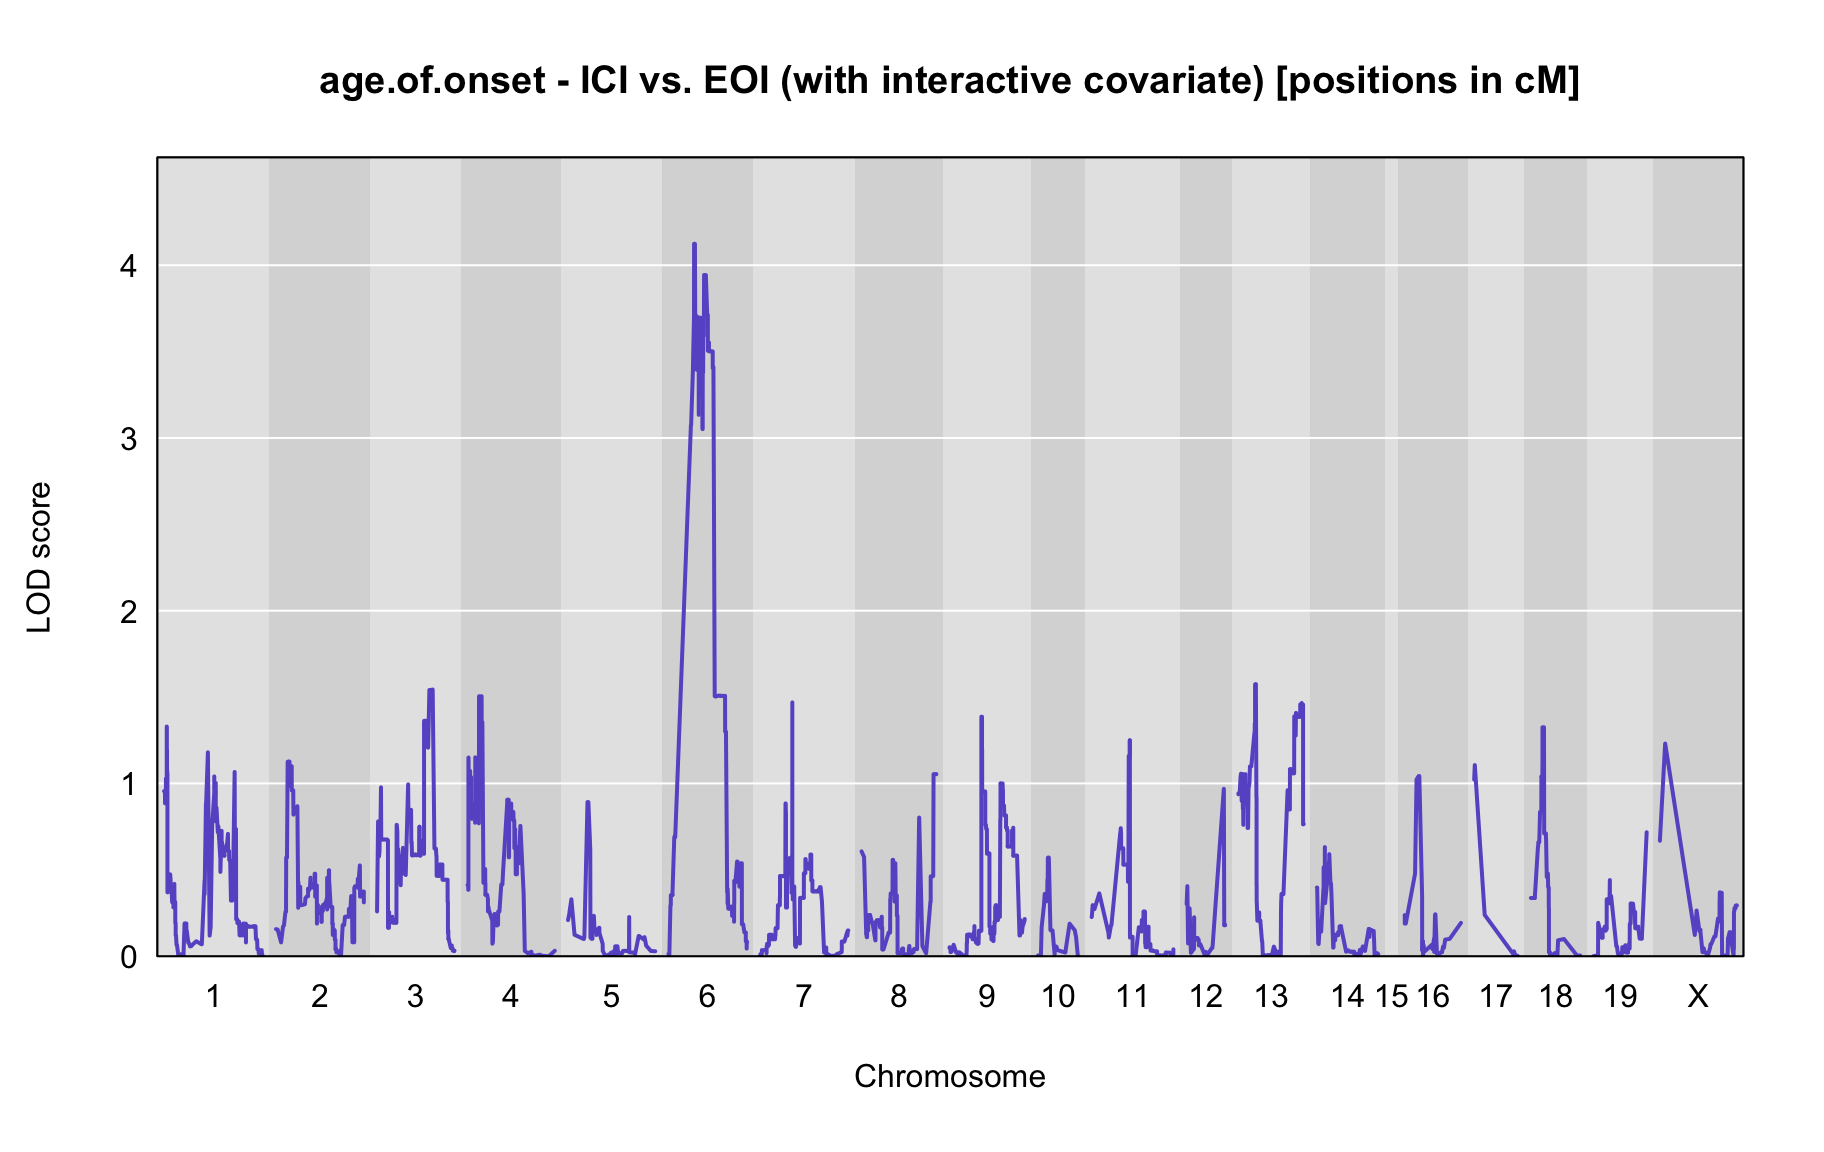 age.of.onset - ICI vs. EOI (with interactive covariate) [positions in cM]
4
3
2
1
0
LOD score
1 2 3 4 5 6 7 8 9 10 11 12 13 14 15 16 17 18 19 X
Chromosome